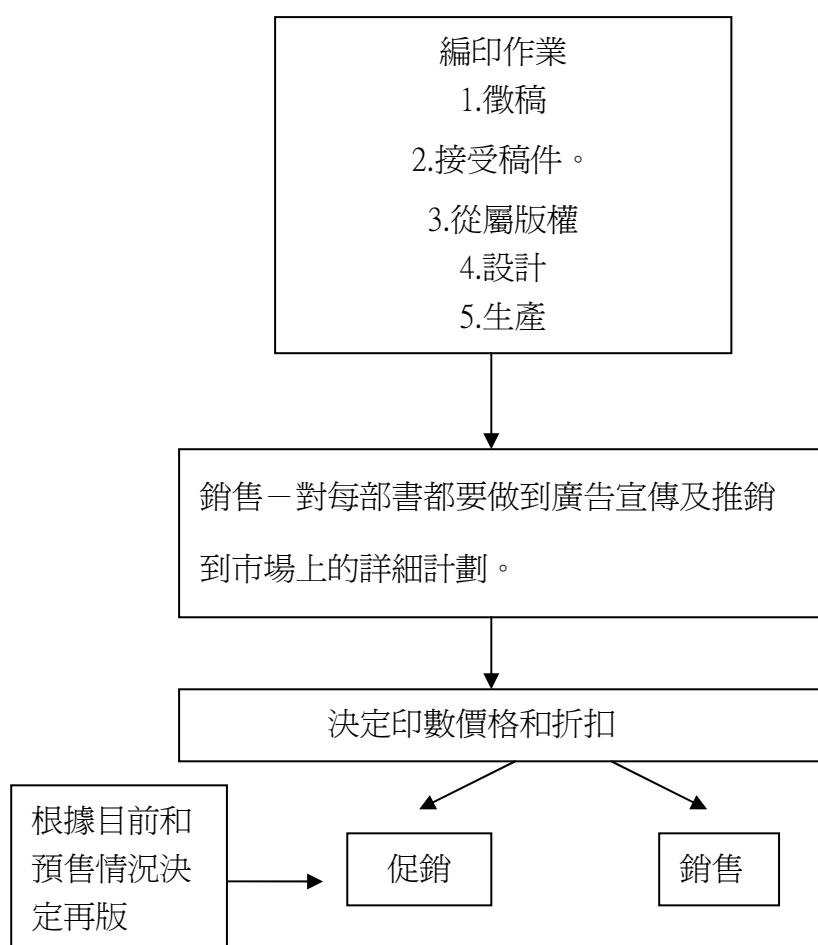 編印作業
1.徵稿
2.接受稿件。
3.從屬版權
4.設計
5.生產
銷售－對每部書都要做到廣告宣傳及推銷
到市場上的詳細計劃。
決定印數價格和折扣
根據目前和
預售情況決
定再版
促銷
銷售